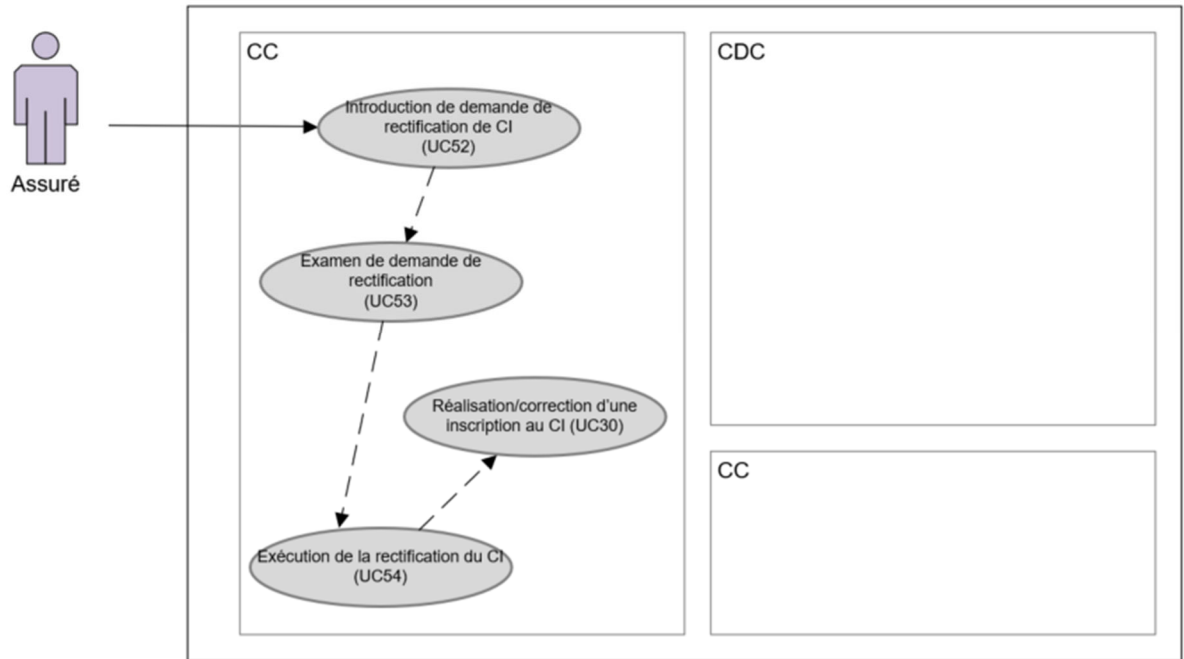 CC
CDC
Assuré
Introduction de demande de
rectification de CI
(UC52)
Examen de demande de
rectification
(UC53)
Réalisation/correction d'une
inscription au CI (UC30)
CC
Exécution de la rectification du CI
(UC54)